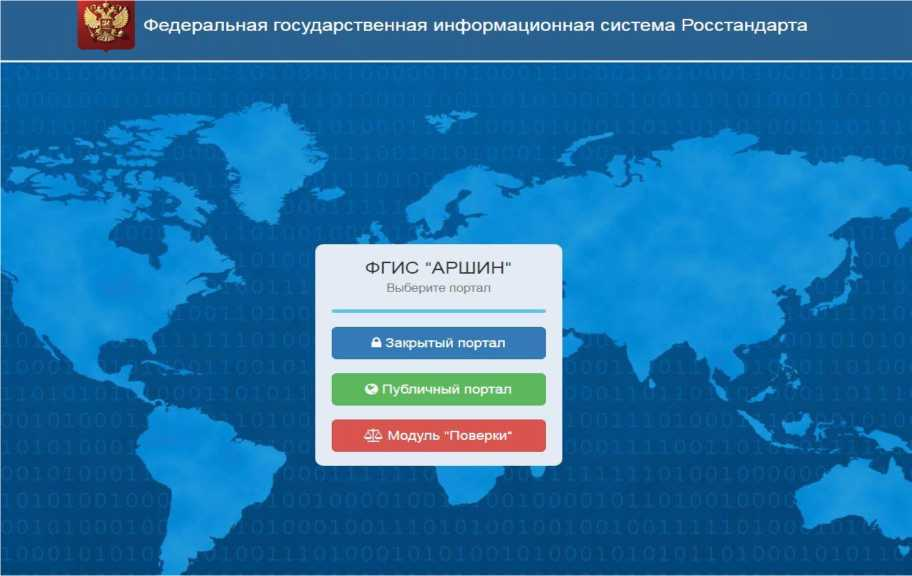 Федеральная государственная информационная система Росстандарта
ФГИС "АРШИН"
Выберите портал
Закрытый портал
Публичный портал
Модуль "Поверки"